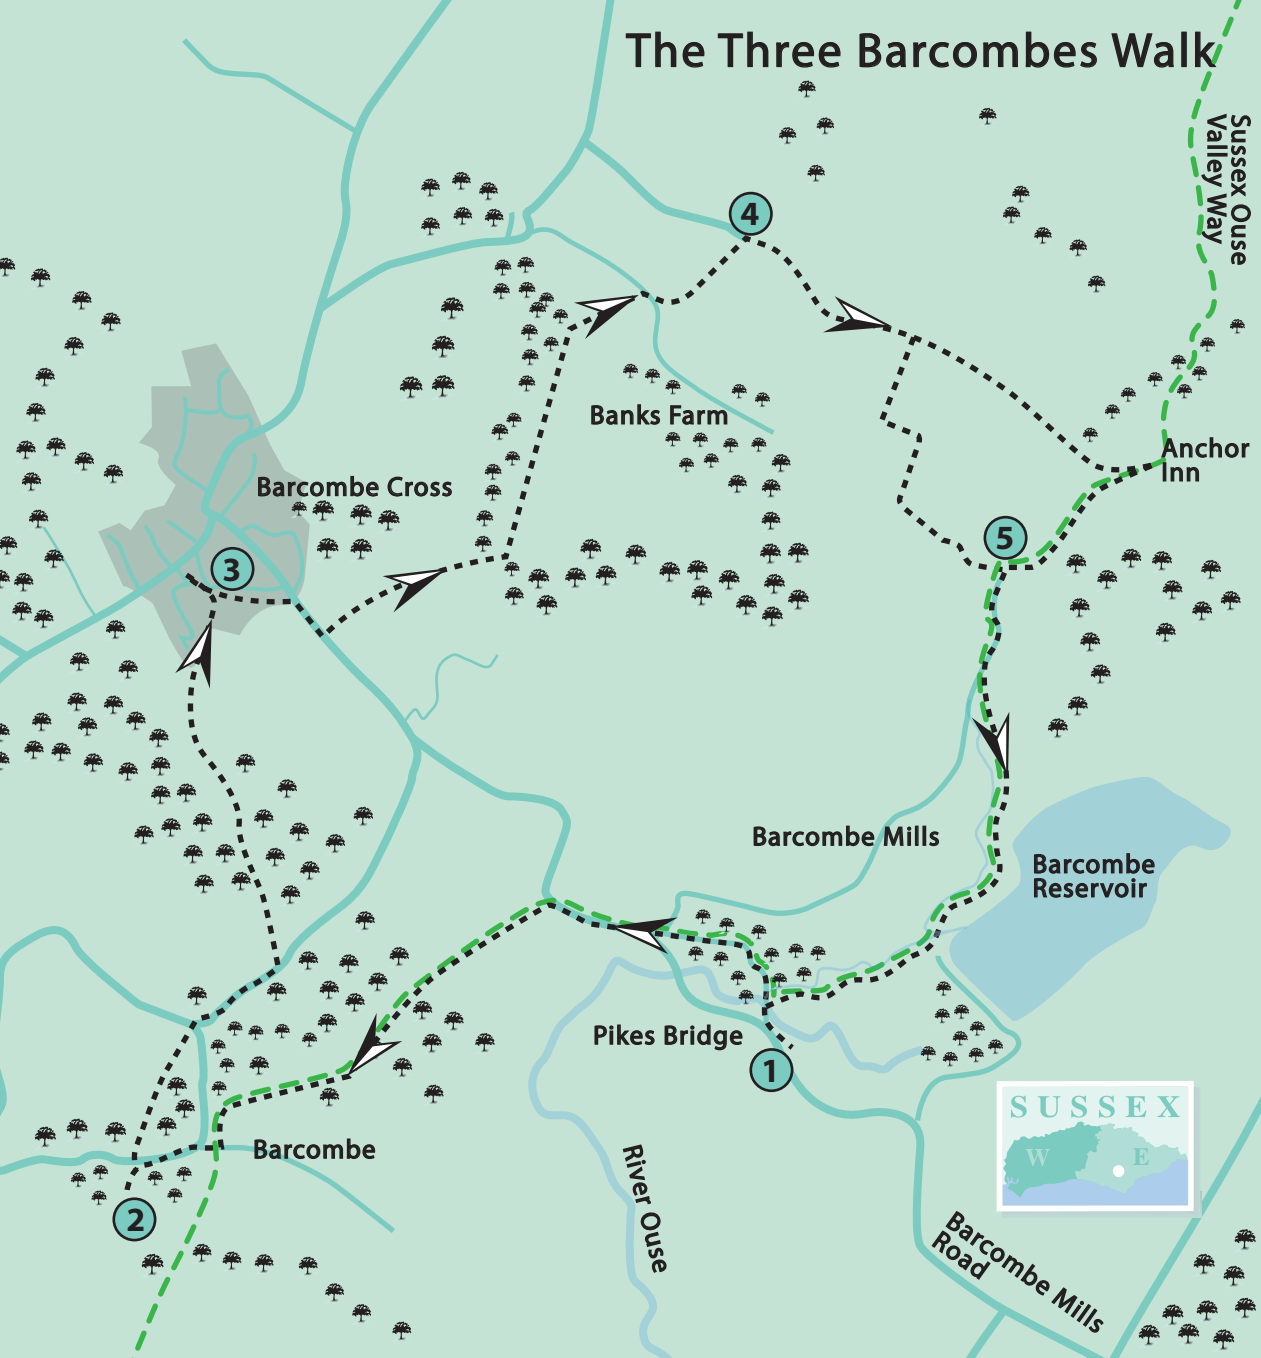 The Three Barcombes Walk
Sussex Ouse
Valley Way
4
Banks Farm
Anchor
Inn
Barcombe Cross
5
3
Barcombe Mills
Barcombe
Reservoir
Pikes Bridge
1
SUSSEX
W
E
Barcombe
River Ouse
2
Barcombe Mills
Road